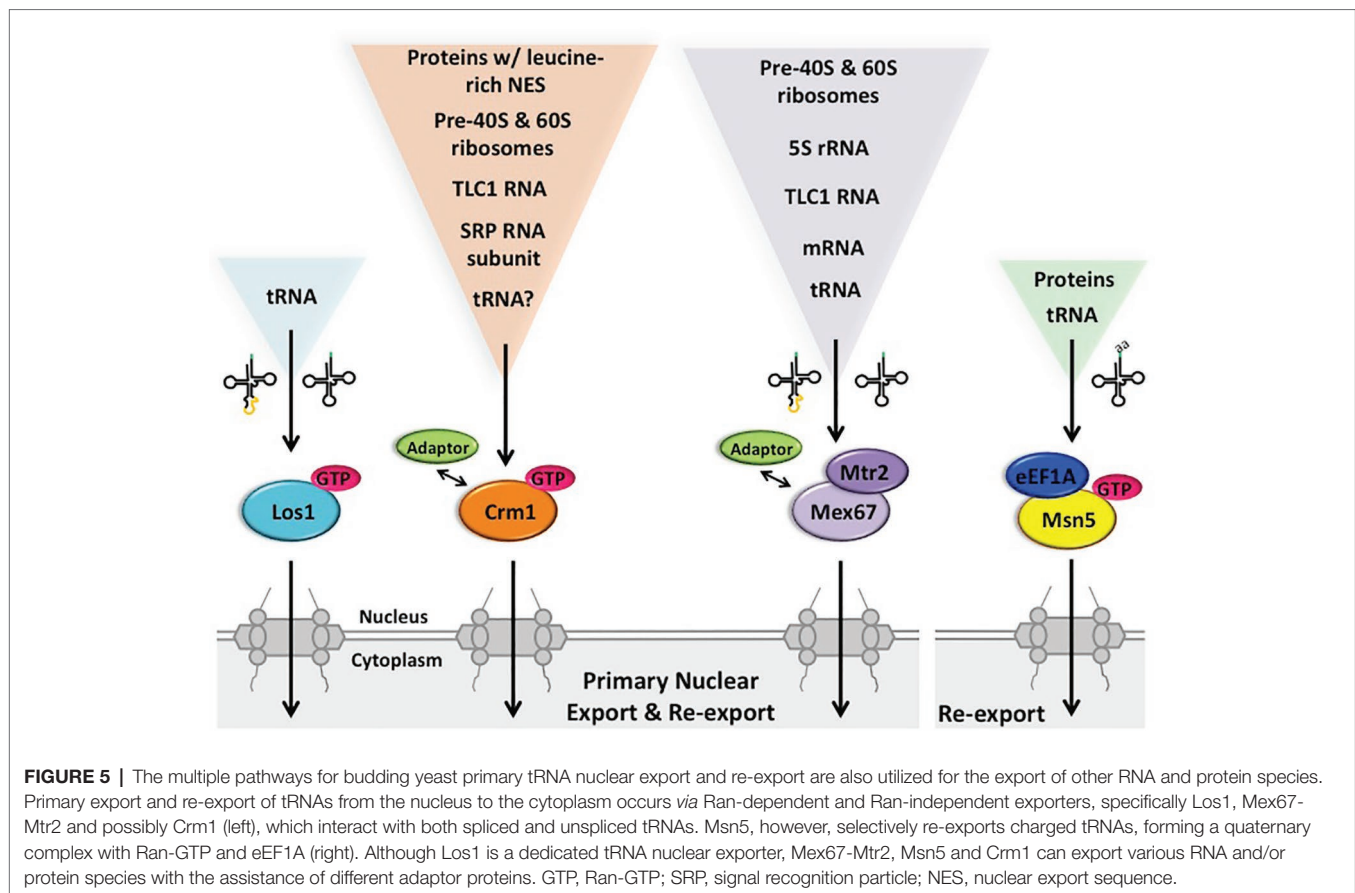 Proteins w/ leucine-
rich NES
Pre-40S & 60S
ribosomes
TLC1 RNA
SRP RNA
subunit
tRNA?
Pre-40S & 60S
ribosomes
5S rRNA
TLC1 RNA
mRNA
tRNA
tRNA
Proteins
tRNA
aa
Adaptor
GTP
Los1
GTP
Crm1
Adaptor
Mtr2
Mex67
eEF1A
GTP
Msn5
Nucleus
Cytoplasm
Primary Nuclear
Export & Re-export
Re-export
FIGURE 5 | The multiple pathways for budding yeast primary tRNA nuclear export and re-export are also utilized for the export of other RNA and protein species.
Primary export and re-export of tRNAs from the nucleus to the cytoplasm occurs via Ran-dependent and Ran-independent exporters, specifically Los1, Mex67-
Mtr2 and possibly Crm1 (left), which interact with both spliced and unspliced tRNAs. Msn5, however, selectively re-exports charged tRNAs, forming a quaternary
complex with Ran-GTP and eEF1A (right). Although Los1 is a dedicated tRNA nuclear exporter, Mex67-Mtr2, Msn5 and Crm1 can export various RNA and/or
protein species with the assistance of different adaptor proteins. GTP, Ran-GTP; SRP, signal recognition particle; NES, nuclear export sequence.